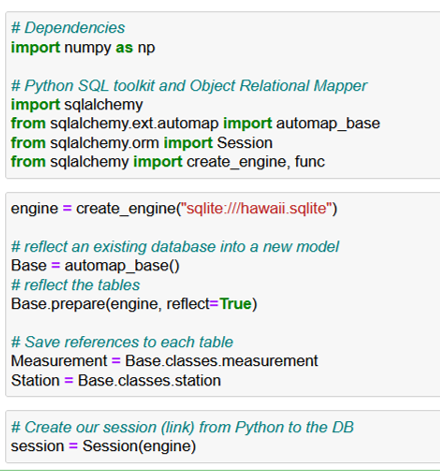 # Dependencies
import numpy as np
# Python SQL toolkit and Object Relational Mapper
import sqlalchemy
from sqlalchemy.ext.automap import automap_base
from sqlalchemy.orm import Session
from sqlalchemy import create_engine, func
engine = create_engine("sqlite:///hawaii.sqlite")
# reflect an existing database into a new model
Base = automap_base()
# reflect the tables
Base.prepare(engine, reflect=True)
# Save references to each table
Measurement = Base.classes.measurement
Station = Base.classes.station
# Create our session (link) from Python to the DB
session = Session(engine)